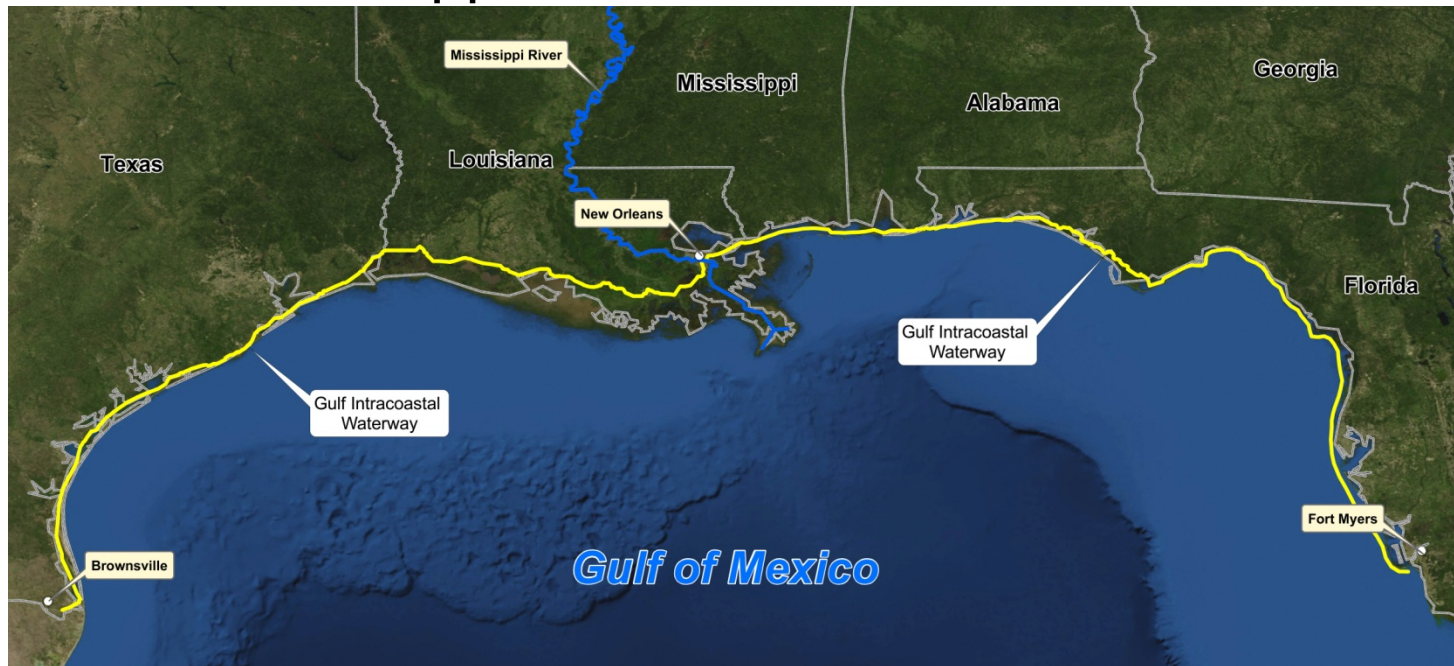 Mississippi River
Mississippi
Georgia
Alabama
Texas
Louisiana
New Orleans
Florida
Gulf Intracoastal
Waterway
Gulf Intracoastal
Waterway
Fort Myers
Brownsville
Gulf of Mexico